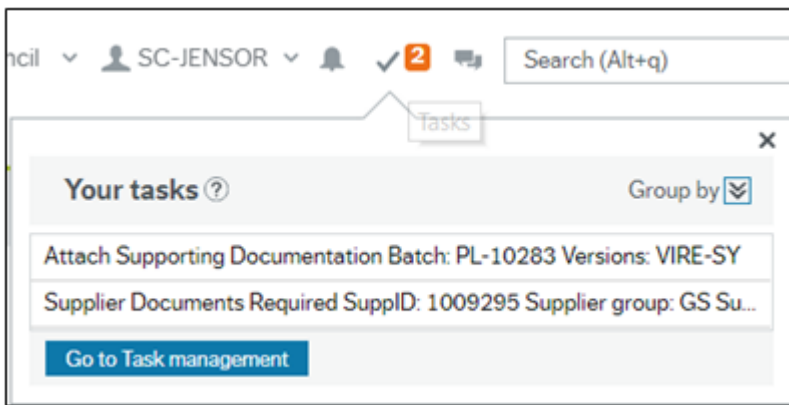 ncil SC-JENSOR 2 Search (Alt+q)
Tasks
Your tasks ? Group by
Attach Supporting Documentation Batch: PL-10283 Versions: VIRE-SY
Supplier Documents Required SuppID: 1009295 Supplier group: GS Su...
Go to Task management